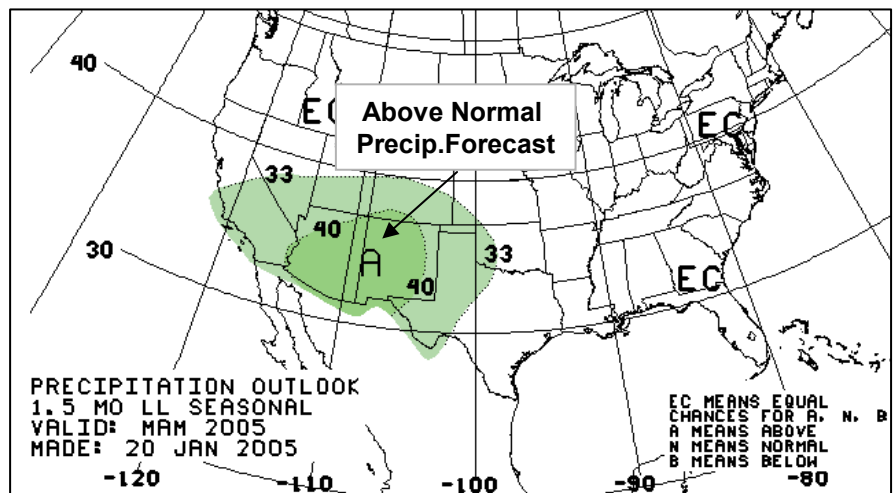 40
EC
Above Normal
Precip.Forecast
EC
33
40
33
30
A
40
EC
PRECIPITATION OUTLOOK
1.5 MO LL SEASONAL
VALID: MAM 2005
MADE: 20 JAN 2005
EC MEANS EQUAL
CHANCES FOR A, N, B
A MEANS ABOVE
N MEANS NORMAL
B MEANS BELOW
-120
-110
-100
-90
-80